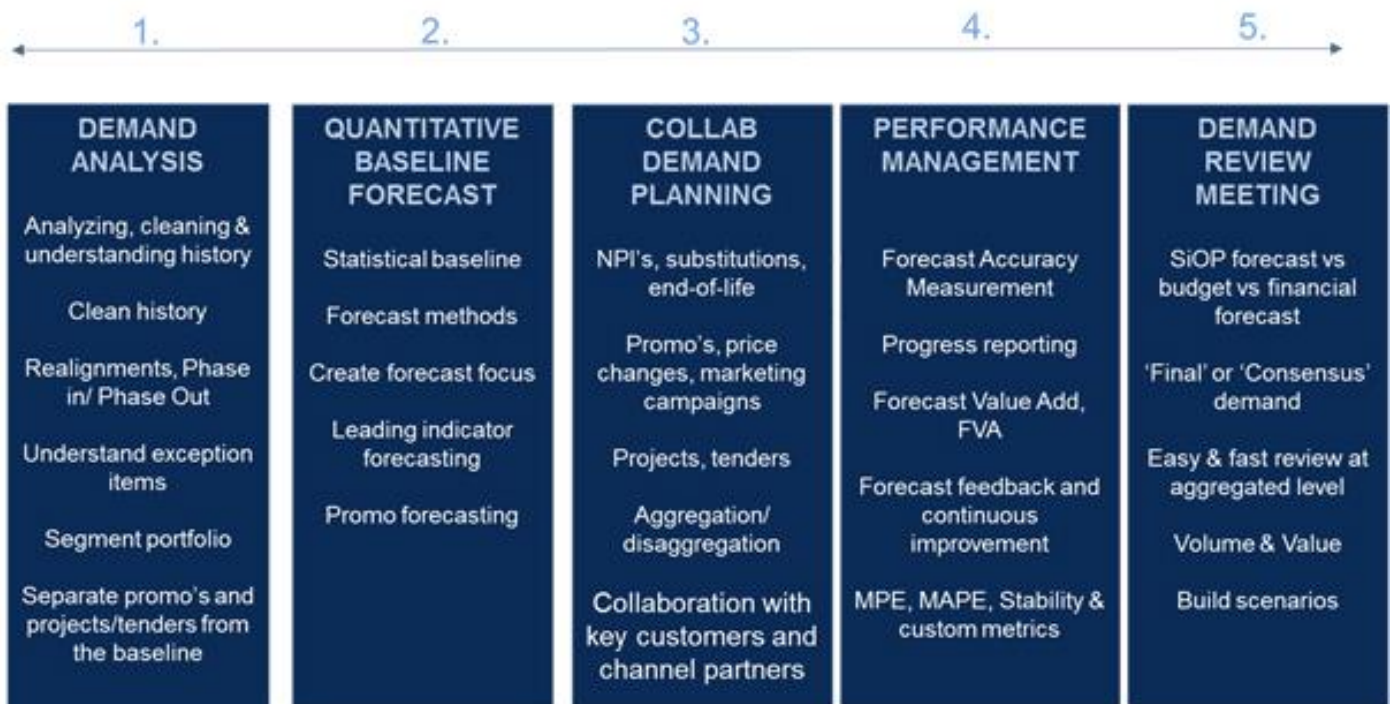 1.
2.
3.
4.
5.
DEMAND
ANALYSIS
Analyzing, cleaning &
understanding history
Clean history
Realignments, Phase
in/ Phase Out
Understand exception
items
Segment portfolio
Separate promo's and
projects/tenders from
the baseline
QUANTITATIVE
BASELINE
FORECAST
Statistical baseline
Forecast methods
Create forecast focus
Leading indicator
forecasting
Promo forecasting
COLLAB
DEMAND
PLANNING
NPI's, substitutions,
end-of-life
Promo's, price
changes, marketing
campaigns
Projects, tenders
Aggregation/
disaggregation
Collaboration with
key customers and
channel partners
PERFORMANCE
MANAGEMENT
Forecast Accuracy
Measurement
Progress reporting
Forecast Value Add,
FVA
Forecast feedback and
continuous
improvement
MPE, MAPE, Stability &
custom metrics
DEMAND
REVIEW
MEETING
SiOP forecast vs
budget vs financial
forecast
'Final' or 'Consensus'
demand
Easy & fast review at
aggregated level
Volume & Value
Build scenarios